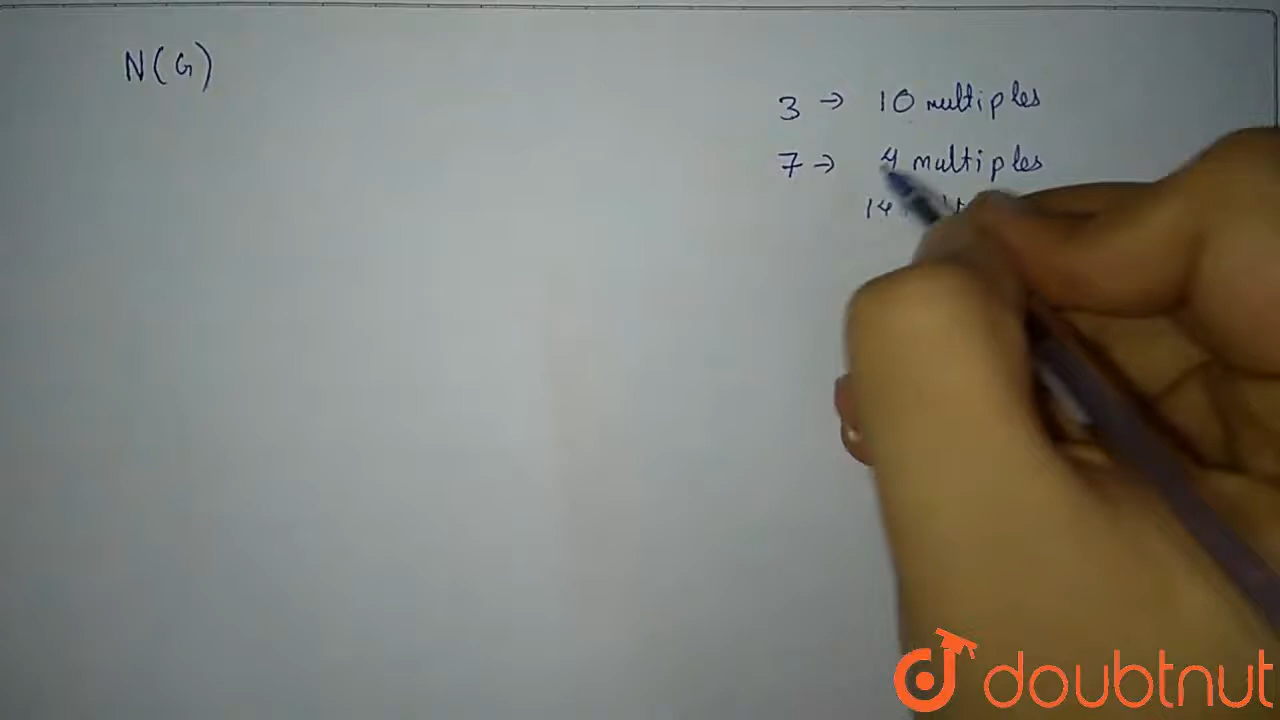 N(G)
3 → 10 multiples
7 → 4 multiples
14
doubtnut